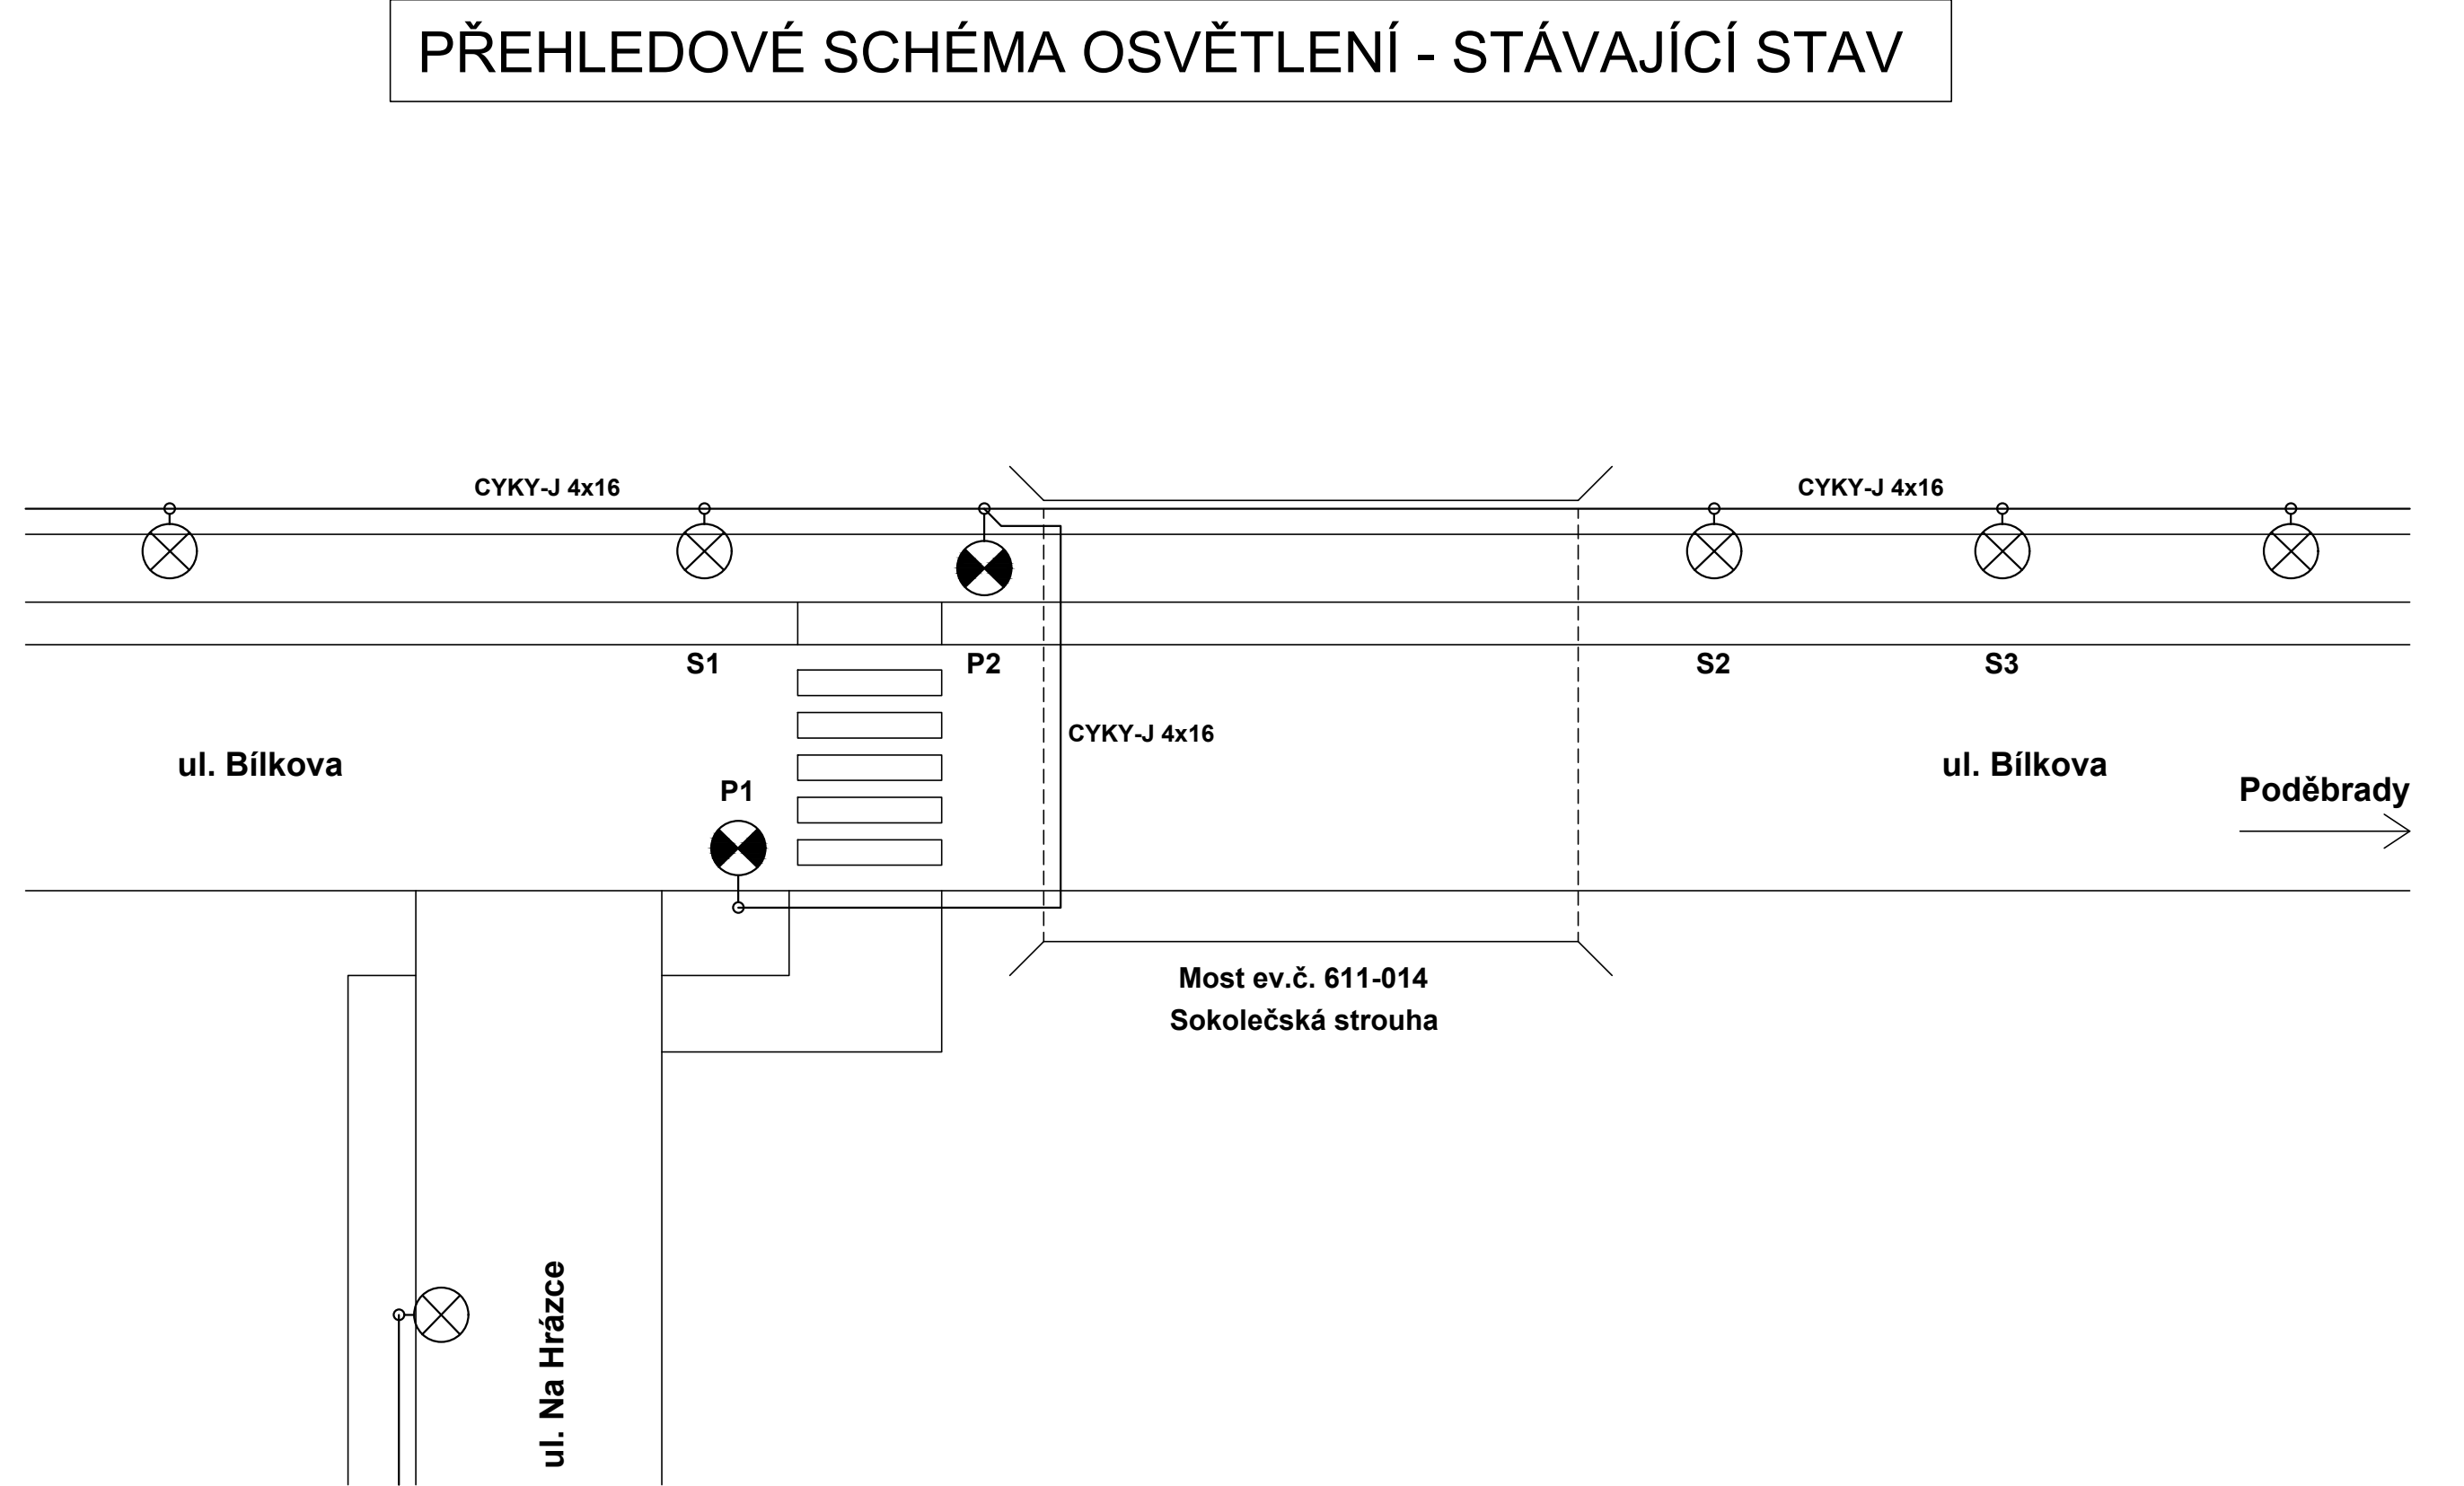 PŘEHLEDOVÉ SCHÉMA OSVĚTLENÍ - STÁVAJÍCÍ STAV
CYKY-J 4x16
CYKY-J 4x16
S1
P2
S2
S3
CYKY-J 4x16
ul. Bílkova
ul. Bílkova
P1
Poděbrady
Most ev.č. 611-014
Sokolečská strouha
ul. Na Hrázce